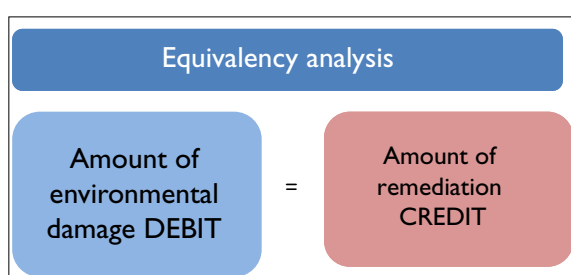 Equivalency analysis
Amount of
environmental
damage DEBIT
=
Amount of
remediation
CREDIT